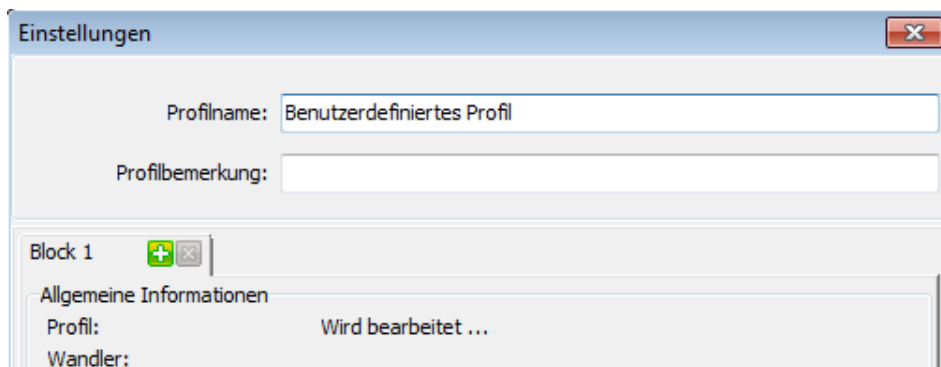 Einstellungen
Profilname: Benutzerdefiniertes Profil
Profilbemerkung:
Block 1
Allgemeine Informationen
Profil: Wird bearbeitet ...
Wandler: